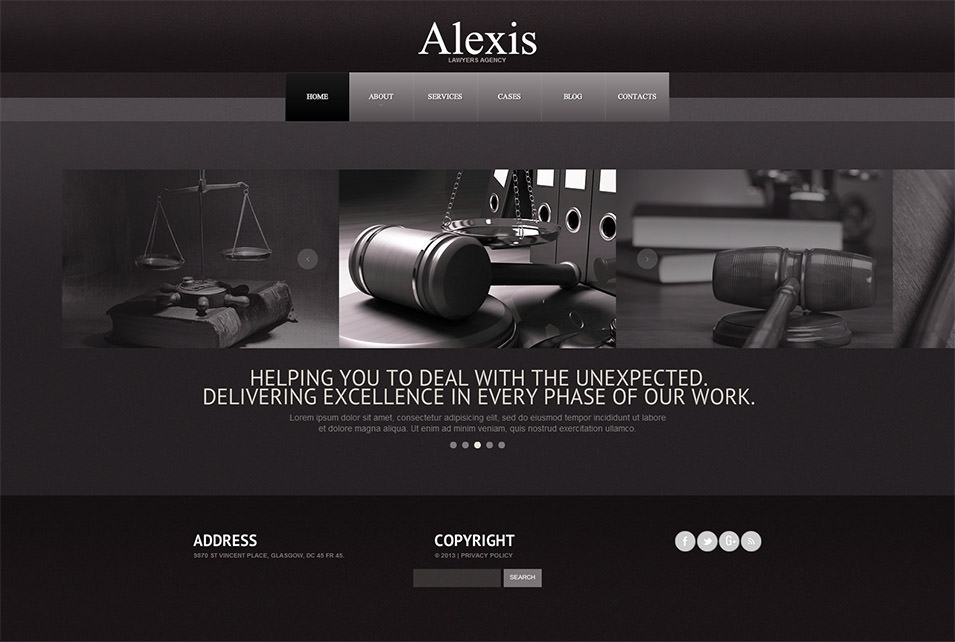 Alexis
LAWYERS AGENCY
HOME ABOUT SERVICES CASES BLOG CONTACTS
HELPING YOU TO DEAL WITH THE UNEXPECTED.
DELIVERING EXCELLENCE IN EVERY PHASE OF OUR WORK.
Lorem ipsum dolor sit amet, consectetur adipisicing elit, sed do eiusmod tempor incididunt ut labore
et dolore magna aliqua. Ut enim ad minim veniam, quis nostrud exercitation ullamco.
ADDRESS
9870 ST VINCENT PLACE, GLASGOW, DC 45 FR 45.
COPYRIGHT
© 2013 | PRIVACY POLICY
SEARCH